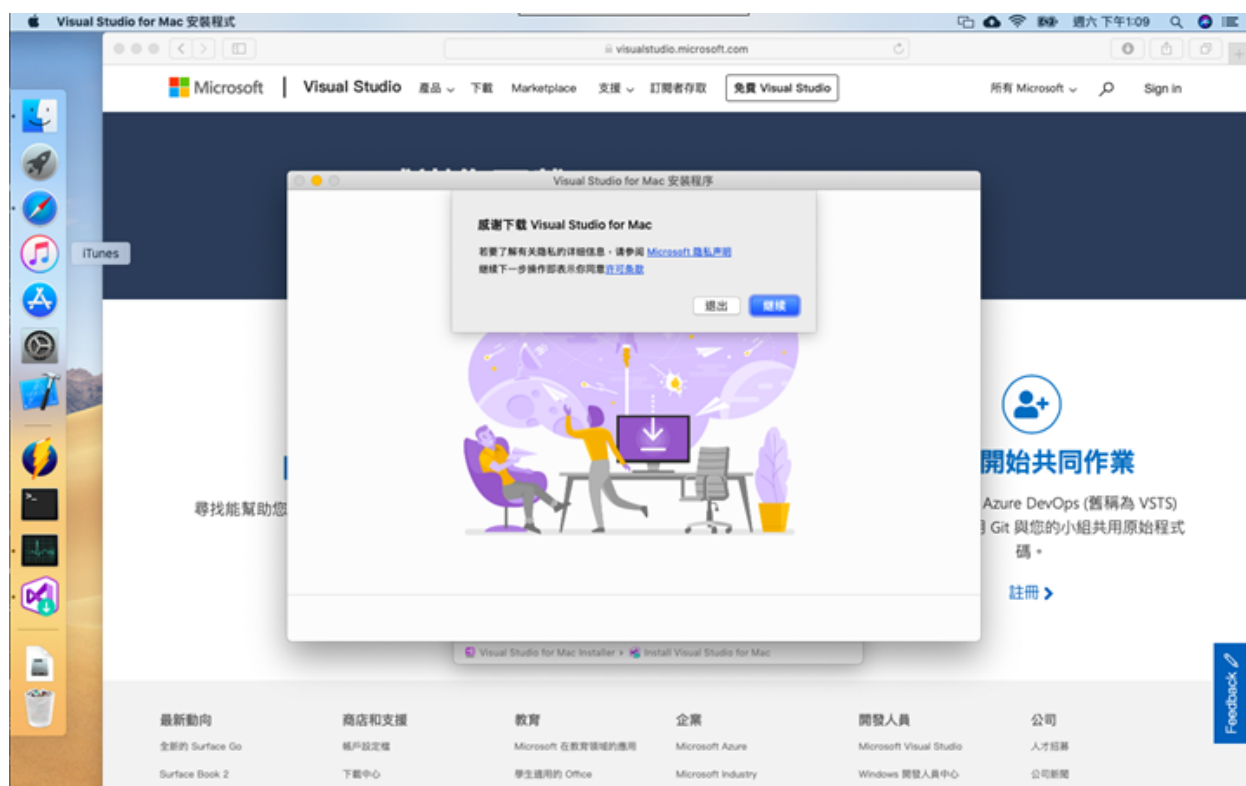 Visual Studio for Mac 安裝程式
週六 下午1:09
visualstudio.microsoft.com
Microsoft | Visual Studio 產品 下載 Marketplace 支援 訂閱者存取 免費 Visual Studio 所有 Microsoft Sign in
Visual Studio for Mac 安装程序
感谢下载 Visual Studio for Mac
若要了解有关隐私的详细信息,请参阅 Microsoft 隐私声明
继续下一步操作即表示你同意许可条款
退出 继续
iTunes
開始共同作業
尋找能幫助您
Azure DevOps (舊稱為 VSTS)
Git 與您的小組共用原始程式
碼。
註冊
Visual Studio for Mac Installer ▸ Install Visual Studio for Mac
Feedback
最新動向 商店和支援 教育 企業 開發人員 公司
全新的 Surface Go 帳戶設定檔 Microsoft 在教育領域的應用 Microsoft Azure Microsoft Visual Studio 人才招募
Surface Book 2 下載中心 學生適用的 Office Microsoft Industry Windows 開發人員中心 公司新聞